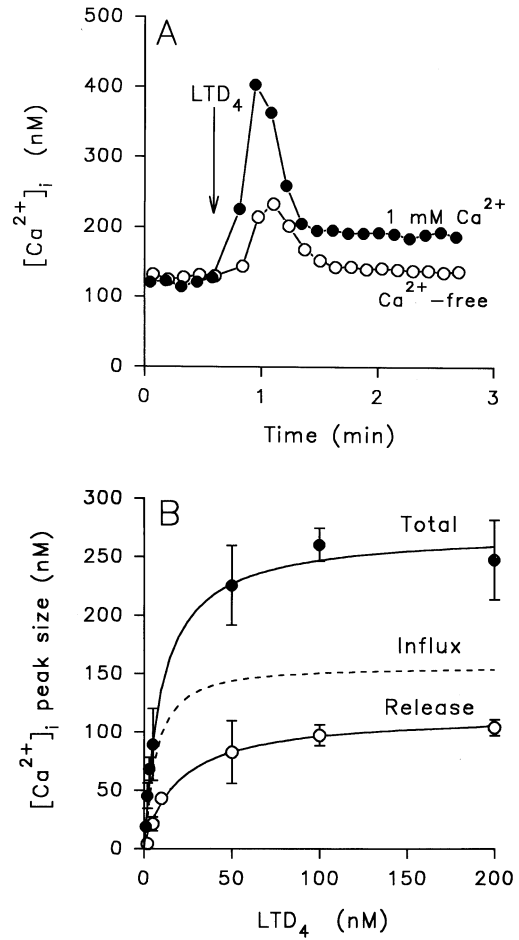 500
A
400
LTD4
300
[Ca2+]i (nM)
200
1 mM Ca2+
100
Ca2+-free
0
0 1 2 3
Time (min)
300
B
Total
250
200
[Ca2+]i peak size (nM)
Influx
150
Release
100
50
0
0 50 100 150 200
LTD4 (nM)